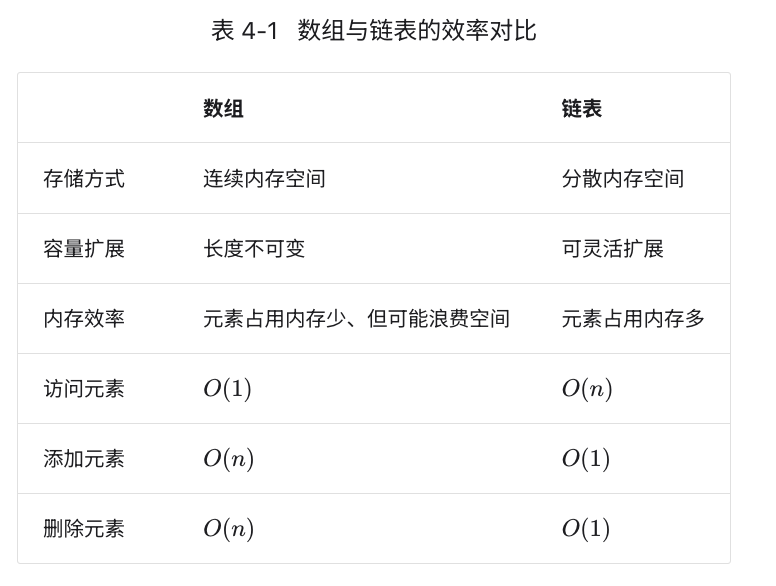 表 4-1 数组与链表的效率对比
数组 链表
存储方式 连续内存空间 分散内存空间
容量扩展 长度不可变 可灵活扩展
内存效率 元素占用内存少、但可能浪费空间 元素占用内存多
访问元素 O(1) O(n)
添加元素 O(n) O(1)
删除元素 O(n) O(1)